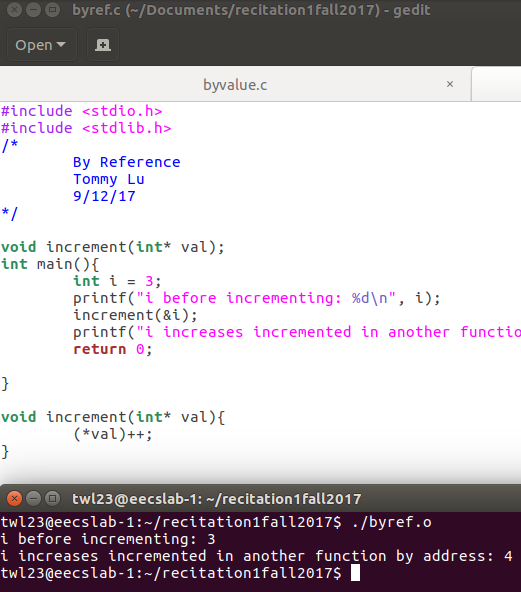 byref.c (~/Documents/recitation1fall2017) - gedit
Open
byvalue.c ×
#include <stdio.h>
#include <stdlib.h>
/*
By Reference
Tommy Lu
9/12/17
*/
void increment(int* val);
int main(){
int i = 3;
printf("i before incrementing: %d\n", i);
increment(&i);
printf("i increases incremented in another functio
return 0;
}
void increment(int* val){
(*val)++;
}
twl23@eecslab-1: ~/recitation1fall2017
twl23@eecslab-1:~/recitation1fall2017$ ./byref.o
i before incrementing: 3
i increases incremented in another function by address: 4
twl23@eecslab-1:~/recitation1fall2017$